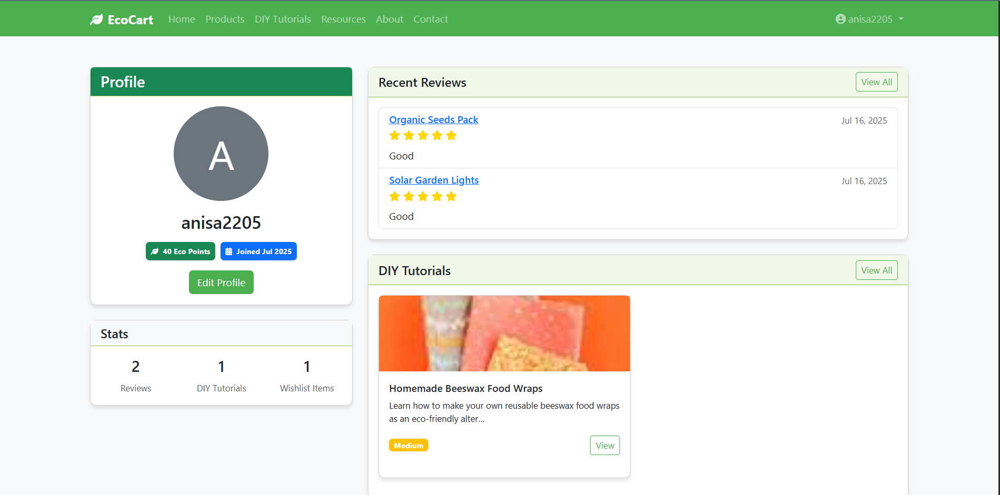 EcoCart Home Products DIY Tutorials Resources About Contact anisa2205
Profile
A
anisa2205
40 Eco Points Joined Jul 2025
Edit Profile
Stats
2 1 1
Reviews DIY Tutorials Wishlist Items
Recent Reviews View All
Organic Seeds Pack Jul 16, 2025
Good
Solar Garden Lights Jul 16, 2025
Good
DIY Tutorials View All
Homemade Beeswax Food Wraps
Learn how to make your own reusable beeswax food wraps
as an eco-friendly alter...
Medium View